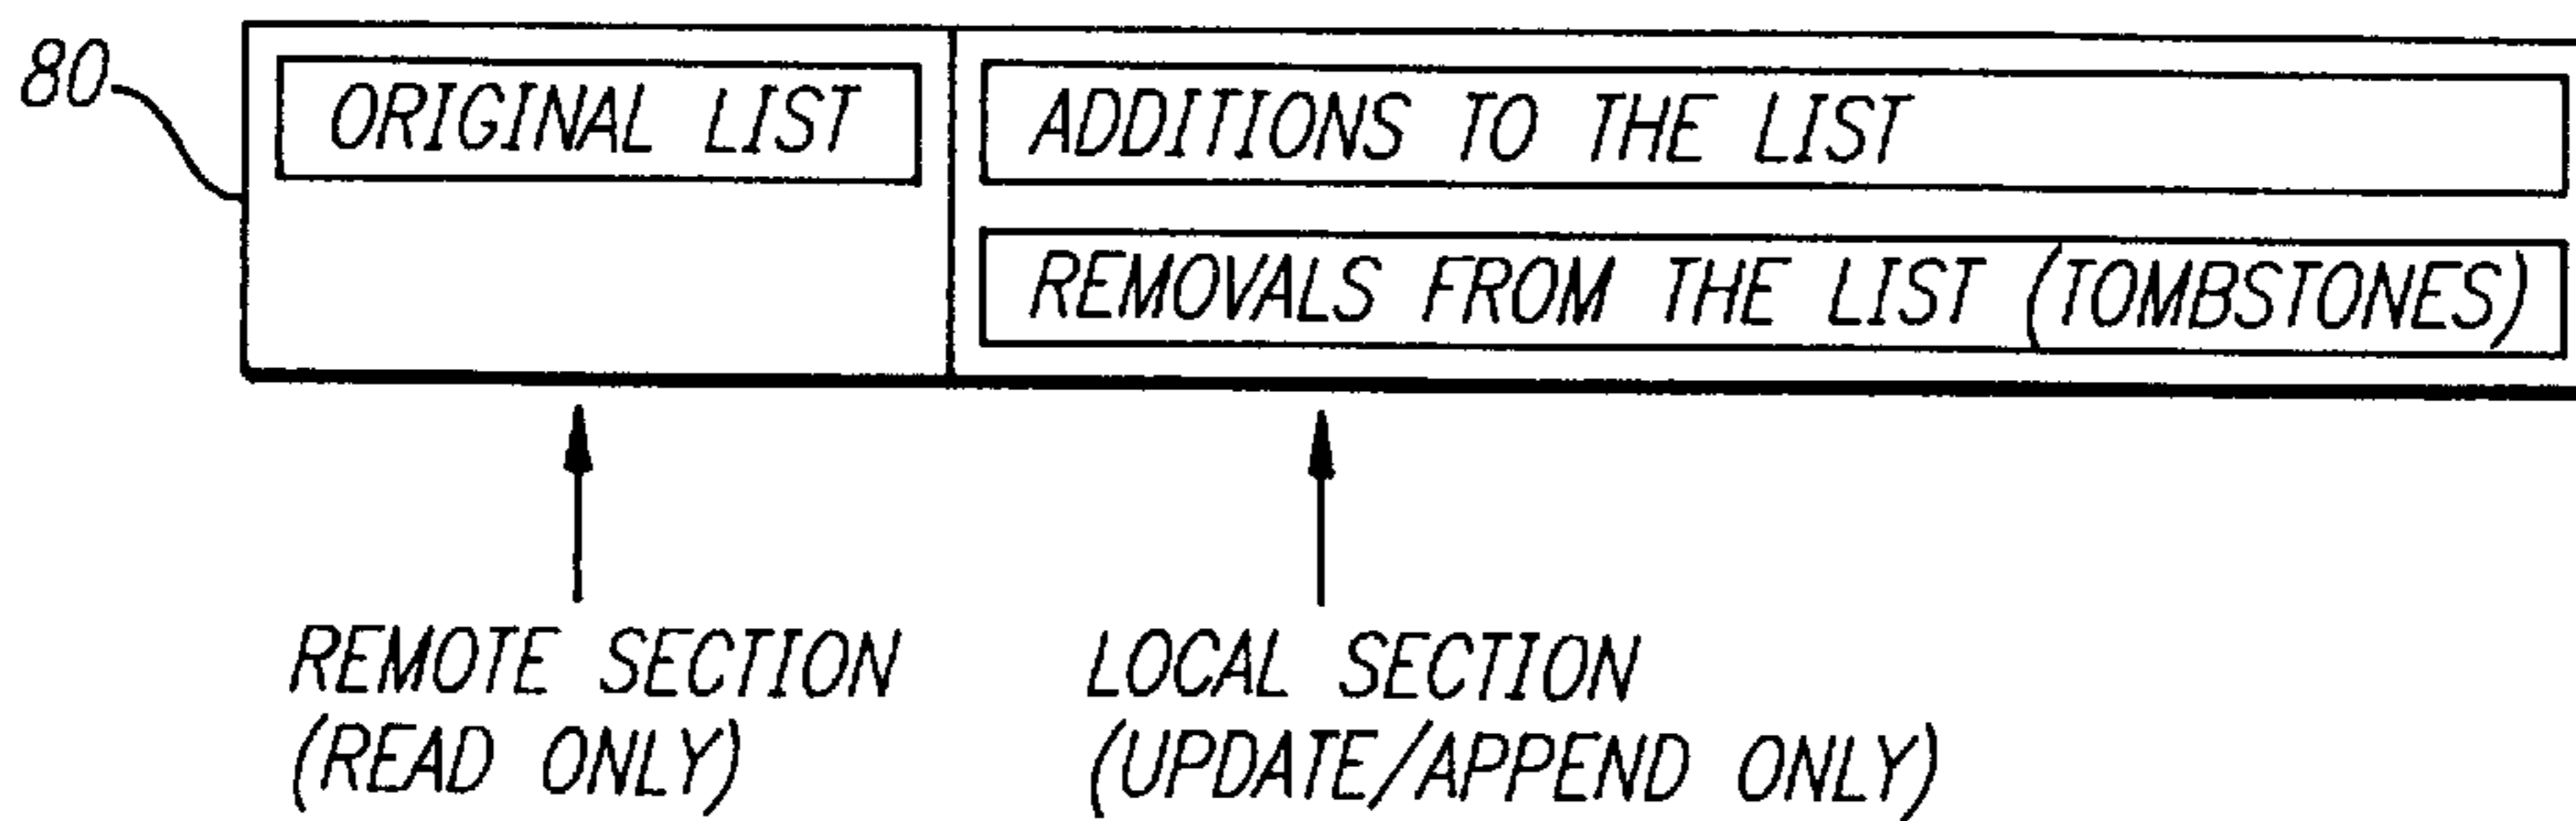 80
ORIGINAL LIST
ADDITIONS TO THE LIST
REMOVALS FROM THE LIST (TOMBSTONES)
REMOTE SECTION
(READ ONLY)
LOCAL SECTION
(UPDATE/APPEND ONLY)